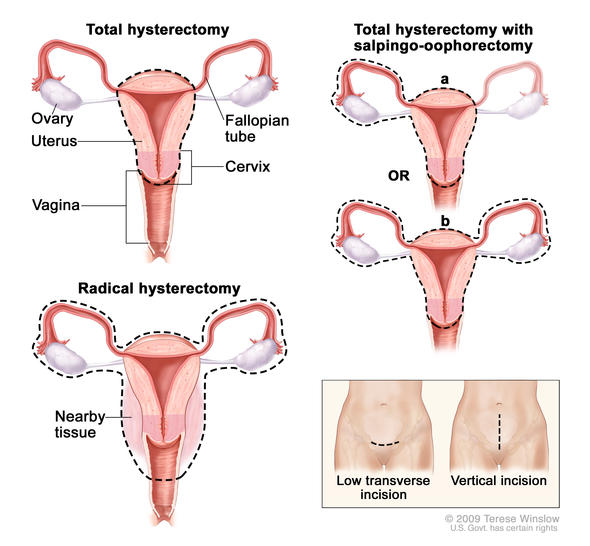 Total hysterectomy
Ovary
Uterus
Vagina
Fallopian
tube
Cervix
Total hysterectomy with
salpingo-oophorectomy
a
OR
b
Radical hysterectomy
Nearby
tissue
Low transverse
incision
Vertical incision
© 2009 Terese Winslow
U.S. Govt. has certain rights